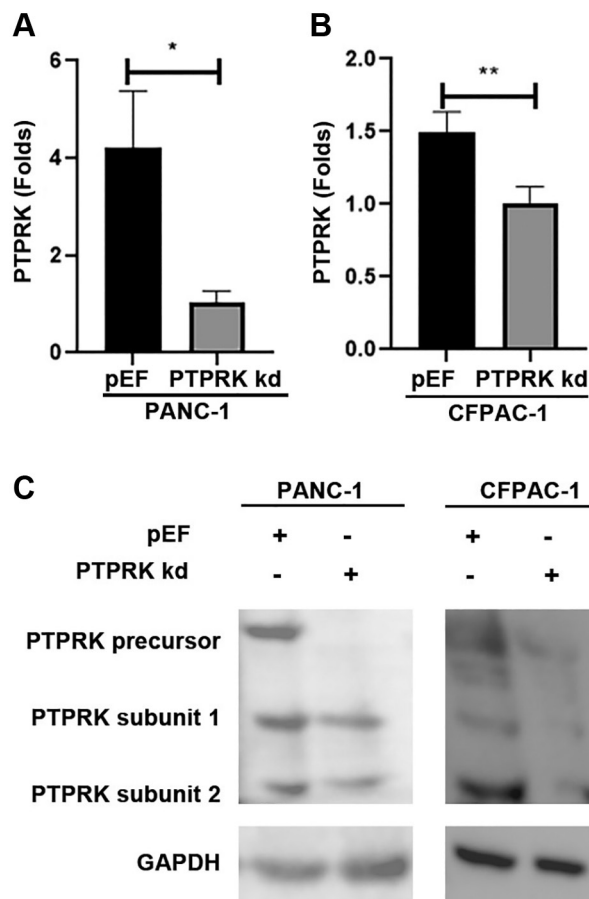 A
B
*
**
PTPRK (Folds)
6
4
2
0
pEF PTPRK kd
PANC-1
PTPRK (Folds)
2.0
1.5
1.0
0.5
0.0
pEF PTPRK kd
CFPAC-1
C
PANC-1 CFPAC-1
pEF + - + -
PTPRK kd - + - +
PTPRK precursor
PTPRK subunit 1
PTPRK subunit 2
GAPDH